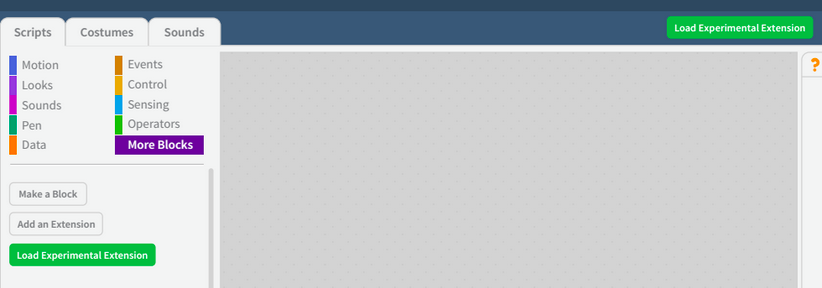 Scripts
Costumes
Sounds
Load Experimental Extension
Motion
Events
Looks
Control
Sounds
Sensing
Pen
Operators
Data
More Blocks
Make a Block
Add an Extension
Load Experimental Extension
?